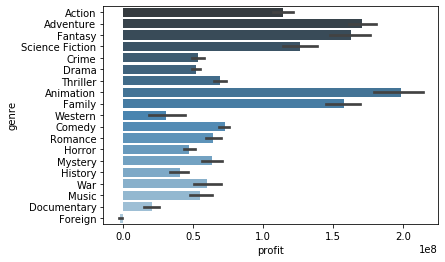 Action
Adventure
Fantasy
Science Fiction
Crime
Drama
Thriller
Animation
Family
Western
Comedy
Romance
Horror
Mystery
History
War
Music
Documentary
Foreign
genre
0.0 0.5 1.0 1.5 2.0
1e8
profit